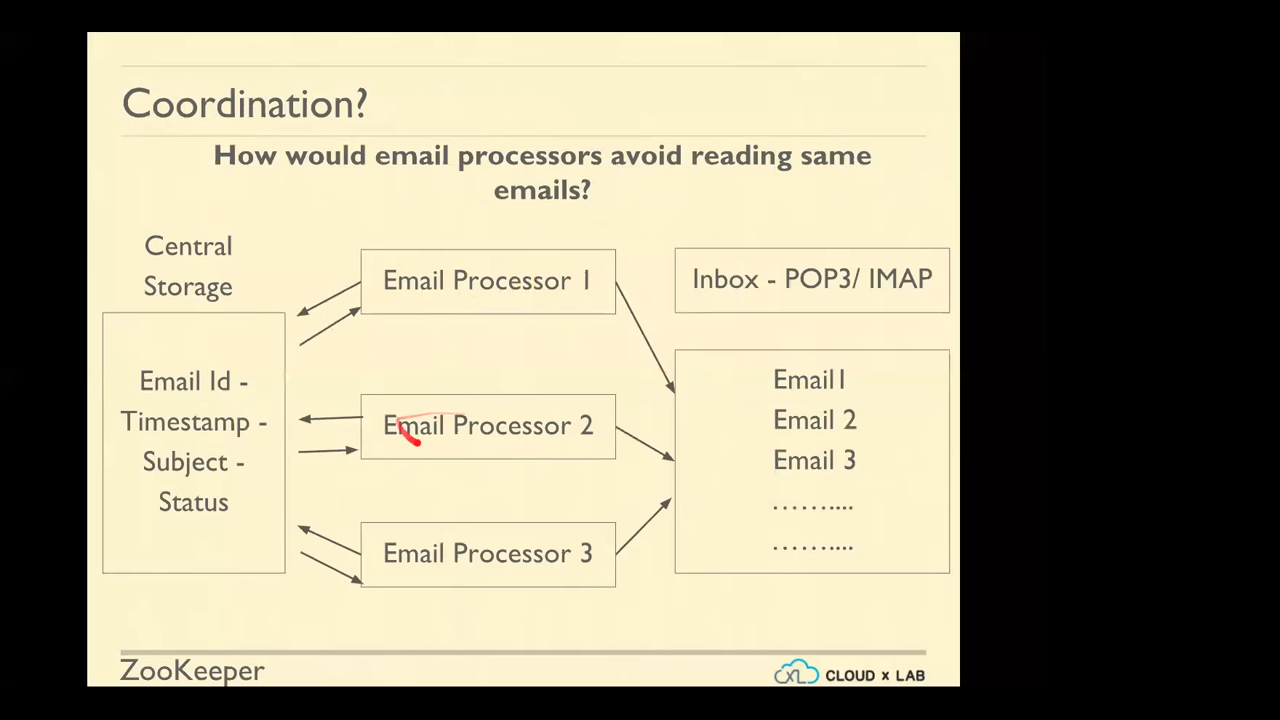 Coordination?
How would email processors avoid reading same
emails?
Central
Storage
Email Id -
Timestamp -
Subject -
Status
Email Processor 1
Email Processor 2
Email Processor 3
Inbox - POP3/ IMAP
Email1
Email 2
Email 3
……....
……....
ZooKeeper
CXL CLOUD x LAB